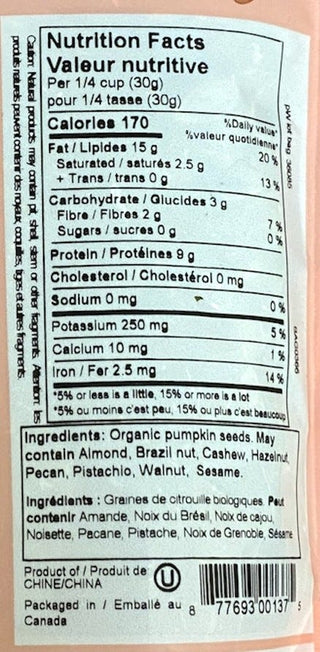 Nutrition Facts
Valeur nutritive
Per 1/4 cup (30g)
pour 1/4 tasse (30g)
Calories 170
%Daily value*
%valeur quotidienne*
Fat / Lipides 15 g
20 %
Saturated / saturés 2.5 g
+ Trans / trans 0 g
13 %
Carbohydrate / Glucides 3 g
Fibre / Fibres 2 g
7 %
Sugars / sucres 0 g
0 %
Protein / Protéines 9 g
Cholesterol / Cholestérol 0 mg
Sodium 0 mg
0 %
Potassium 250 mg
5 %
Calcium 10 mg
1 %
Iron / Fer 2.5 mg
14 %
*5% or less is a little, 15% or more is a lot
*5% ou moins c'est peu, 15% ou plus c'est beaucoup
Ingredients: Organic pumpkin seeds. May
contain Almond, Brazil nut, Cashew, Hazelnut,
Pecan, Pistachio, Walnut, Sesame.
Ingrédients : Graines de citrouille biologiques. Peut
contenir Amande, Noix du Brésil, Noix de cajou,
Noisette, Pacane, Pistache, Noix de Grenoble, Sésame
Product of / Produit de
CHINE/CHINA
U
Packaged in / Emballé au
Canada
8 77693 00137 5
Caution: Natural products may contain pit, shell, stem or other fragments. Attention: les
produits naturels peuvent contenir des noyaux, coquilles, tiges et autres fragments.